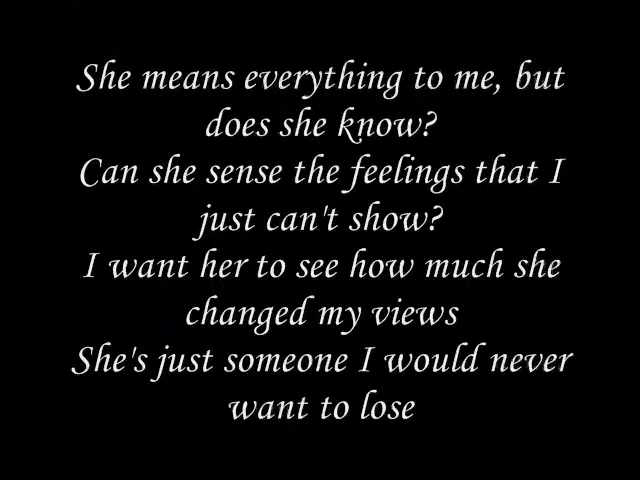 She means everything to me, but
does she know?
Can she sense the feelings that I
just can't show?
I want her to see how much she
changed my views
She's just someone I would never
want to lose